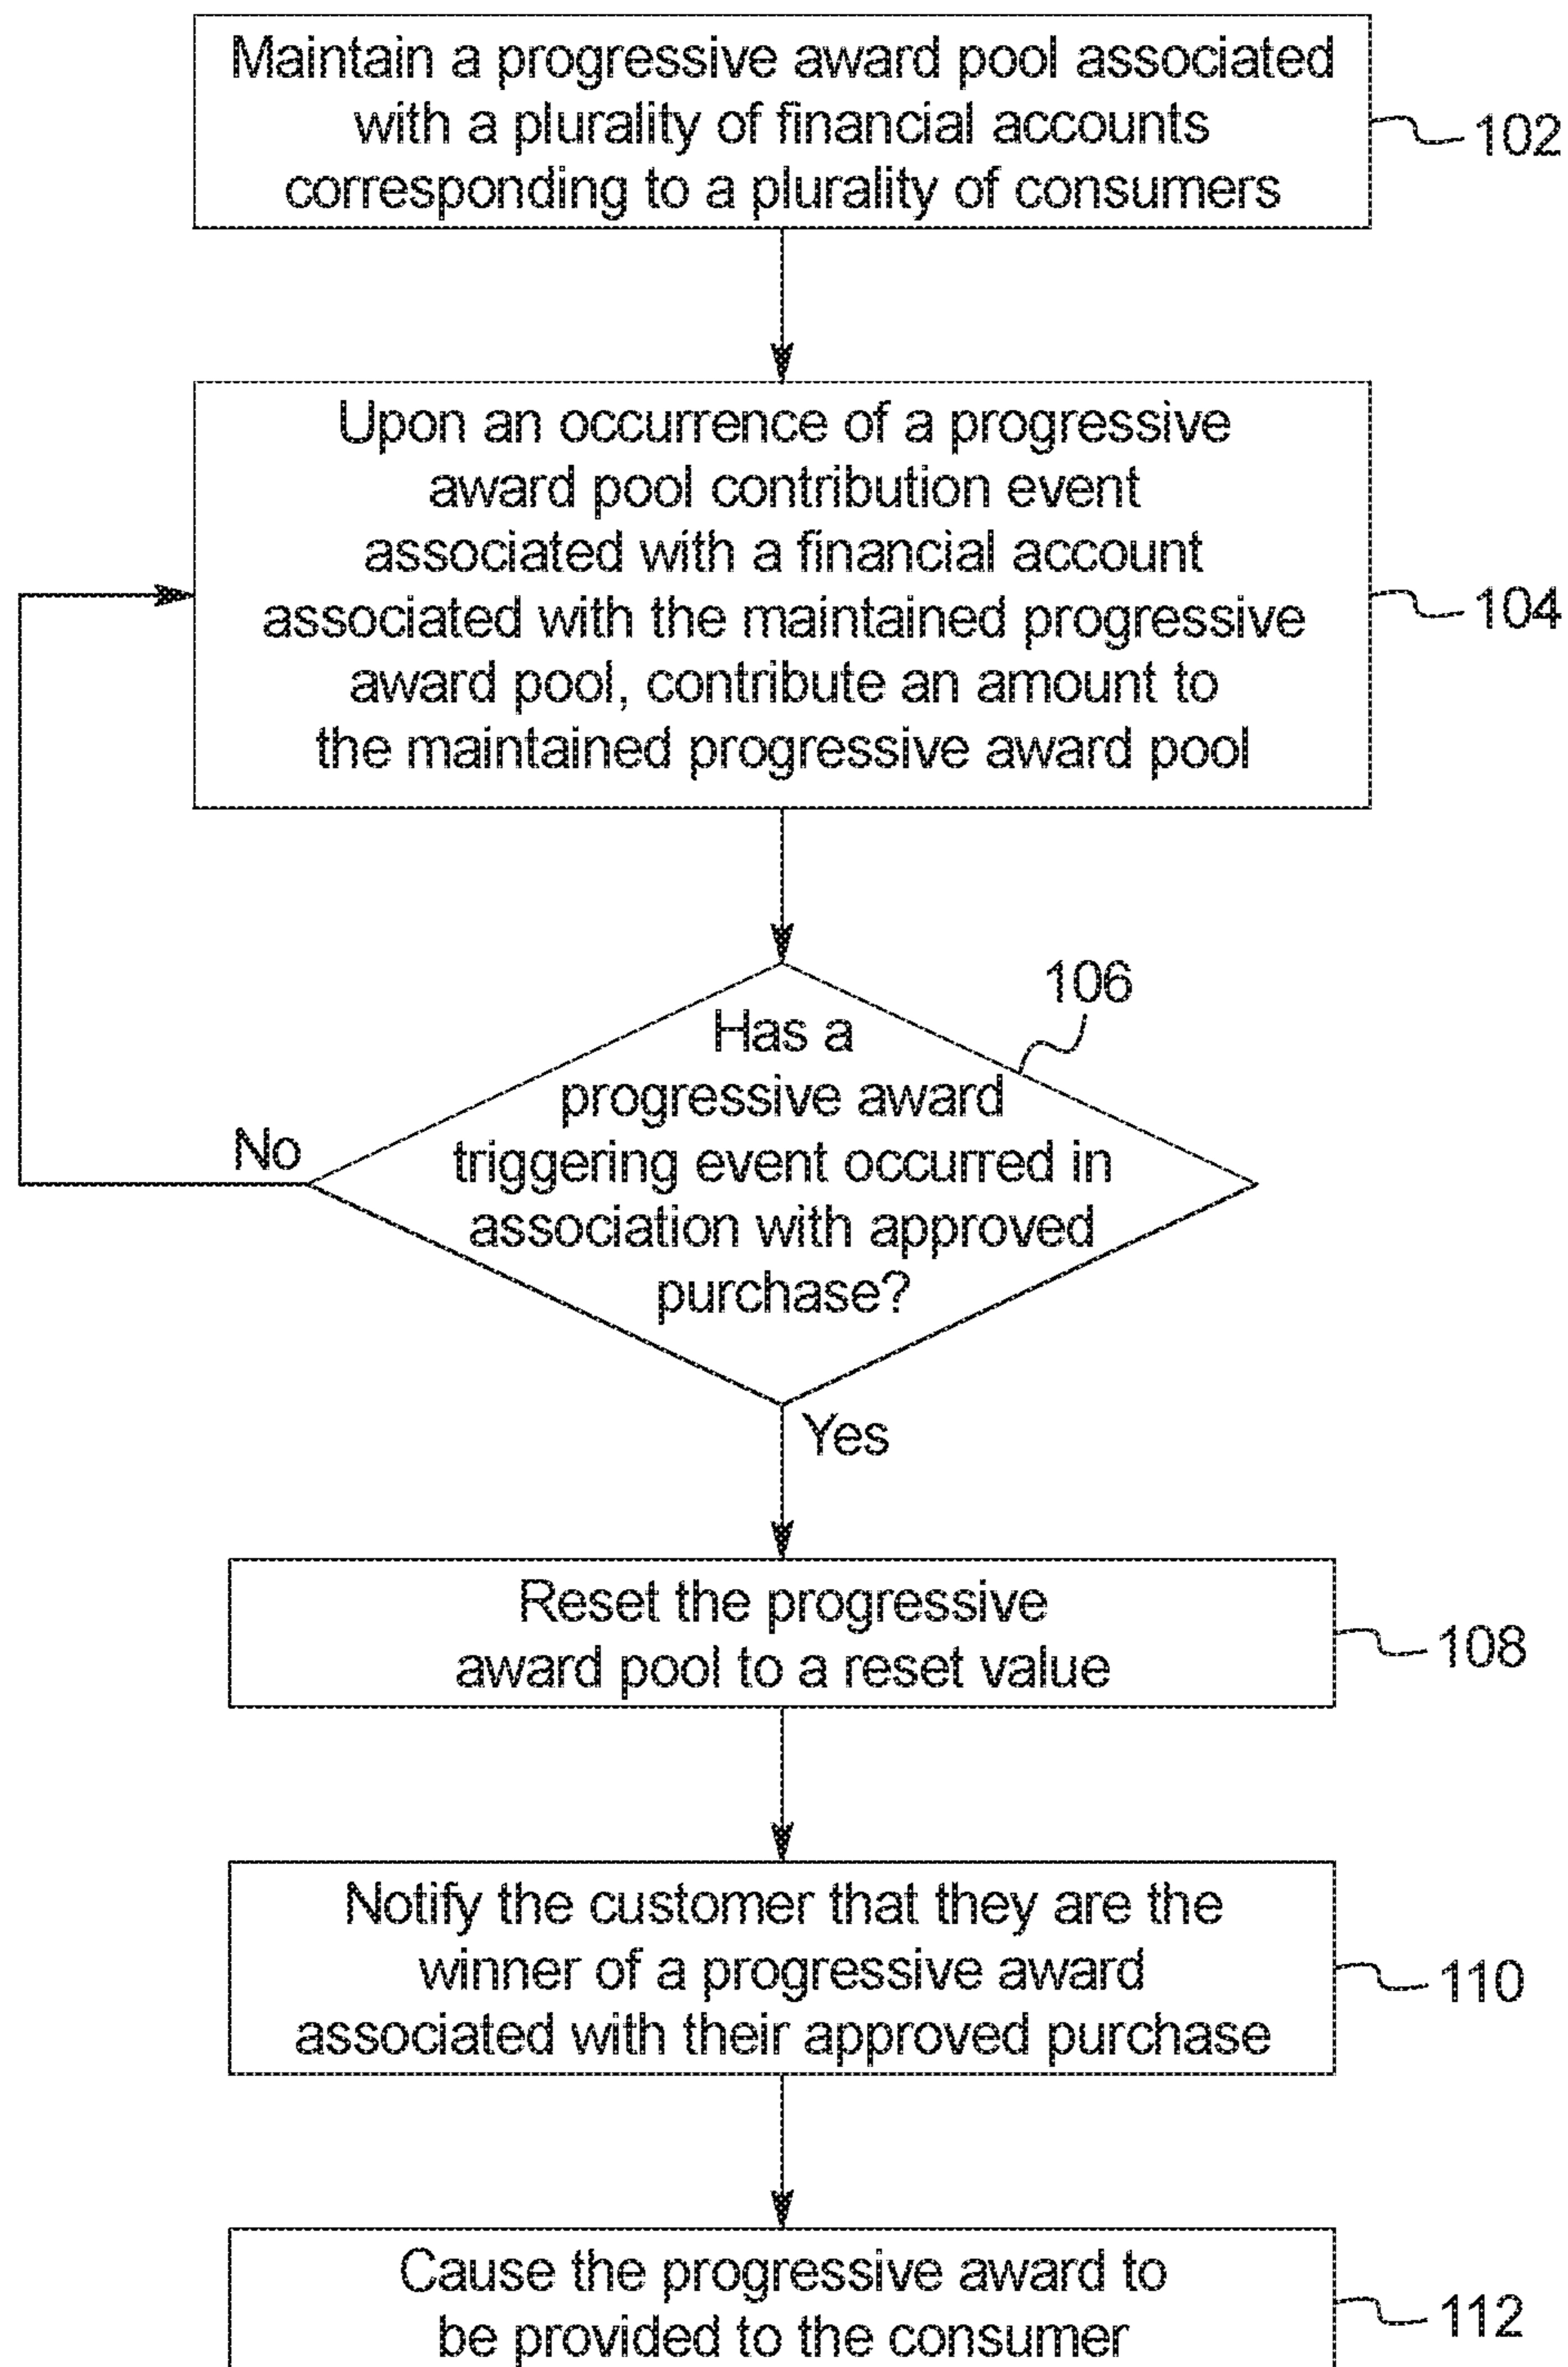 Maintain a progressive award pool associated
with a plurality of financial accounts
corresponding to a plurality of consumers
102
Upon an occurrence of a progressive
award pool contribution event
associated with a financial account
associated with the maintained progressive
award pool, contribute an amount to
the maintained progressive award pool
104
106
Has a
progressive award
triggering event occurred in
association with approved
purchase?
No
Yes
Reset the progressive
award pool to a reset value
108
Notify the customer that they are the
winner of a progressive award
associated with their approved purchase
110
Cause the progressive award to
be provided to the consumer
112